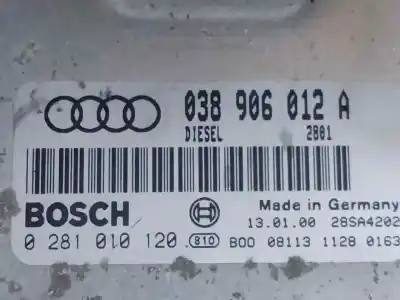 038 906 012 A
DIESEL 2801
BOSCH
Made in Germany
13.01.00 28SA4202
0 281 010 120 810 B00 08113 1128 0163